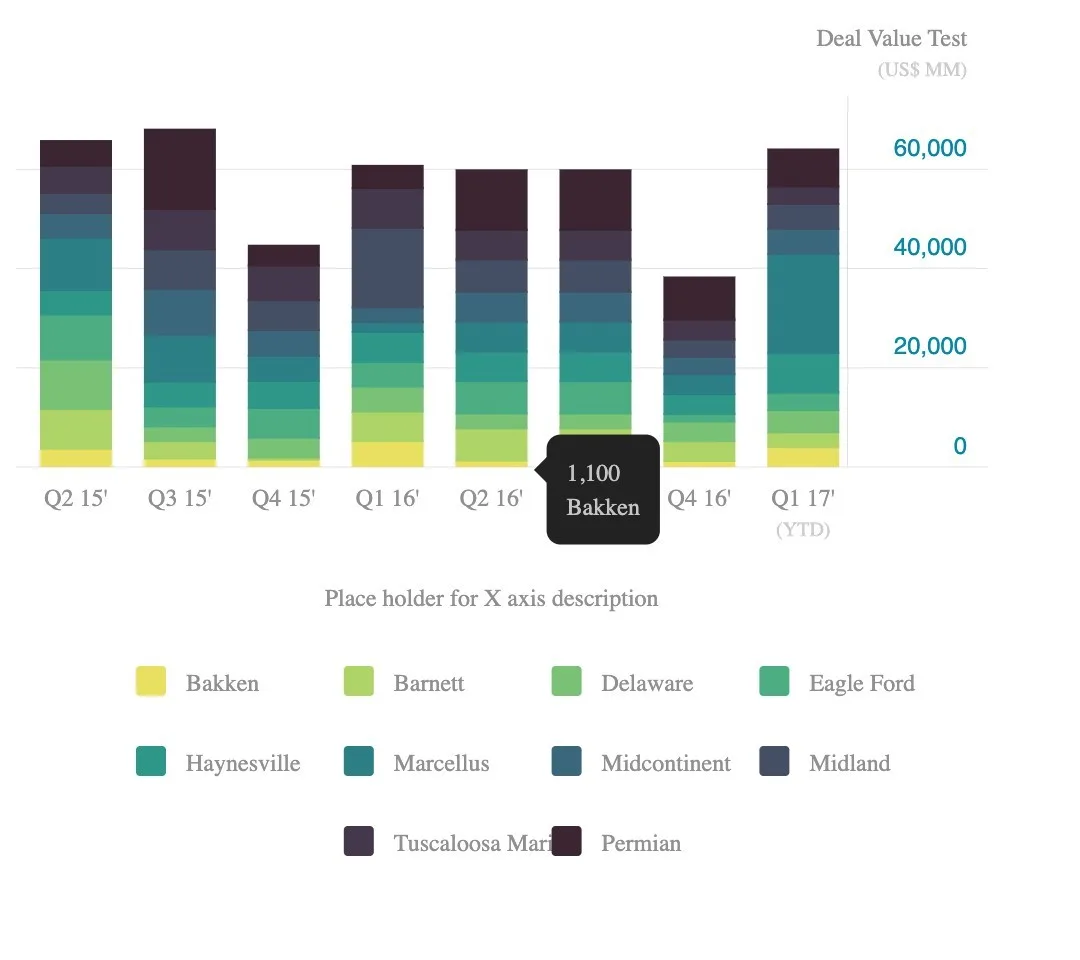 Deal Value Test
(US$ MM)
60,000
40,000
20,000
0
Q2 15'
Q3 15'
Q4 15'
Q1 16'
Q2 16'
Q4 16'
Q1 17'
(YTD)
1,100
Bakken
Place holder for X axis description
Bakken
Barnett
Delaware
Eagle Ford
Haynesville
Marcellus
Midcontinent
Midland
Tuscaloosa Mari
Permian